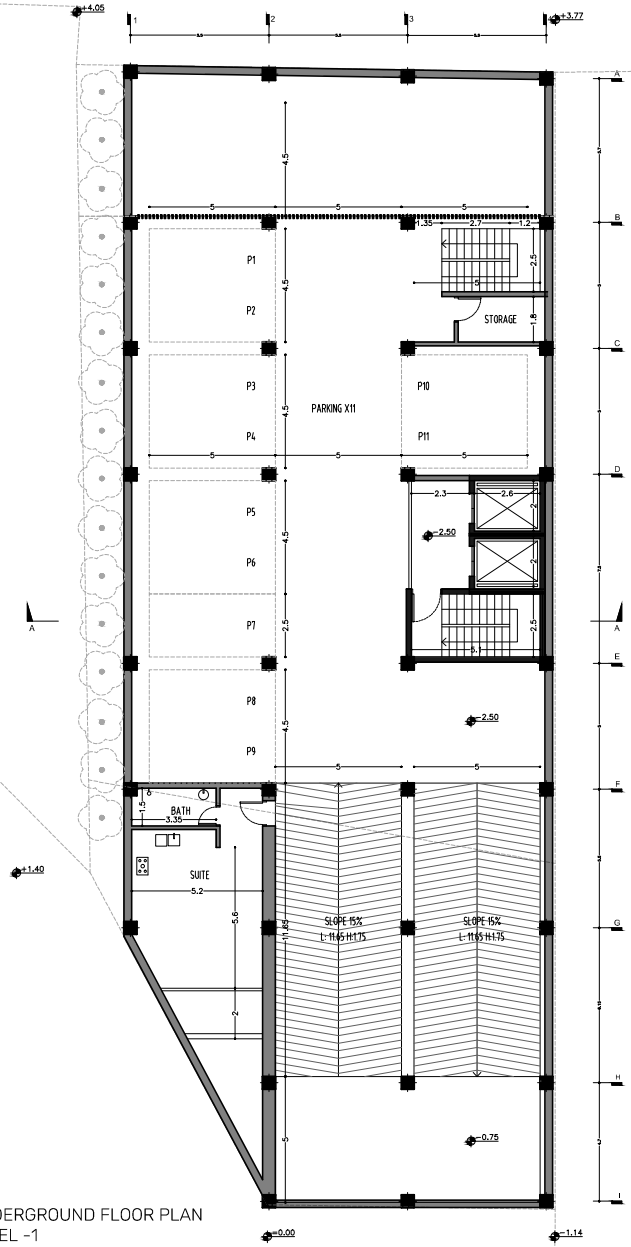 +4.05
+3.77
1
2
3
A
4.5
5
5
5
B
1.35
2.7
1.2
P1
4.5
2.5
P2
STORAGE
1.8
C
P3
P10
PARKING X11
4.5
P4
P11
5
5
5
D
2.3
2.6
P5
2
4.5
-2.50
P6
2
A
P7
2.5
2.5
A
5.1
E
P8
4.5
-2.50
P9
5
5
F
1.5
BATH
3.35
+1.40
SUITE
5.2
5.6
11.65
SLOPE 15%
L: 11.65 H:1.75
SLOPE 15%
L: 11.65 H:1.75
G
2
H
5
-0.75
I
DERGROUND FLOOR PLAN
EL -1
±0.00
-1.14